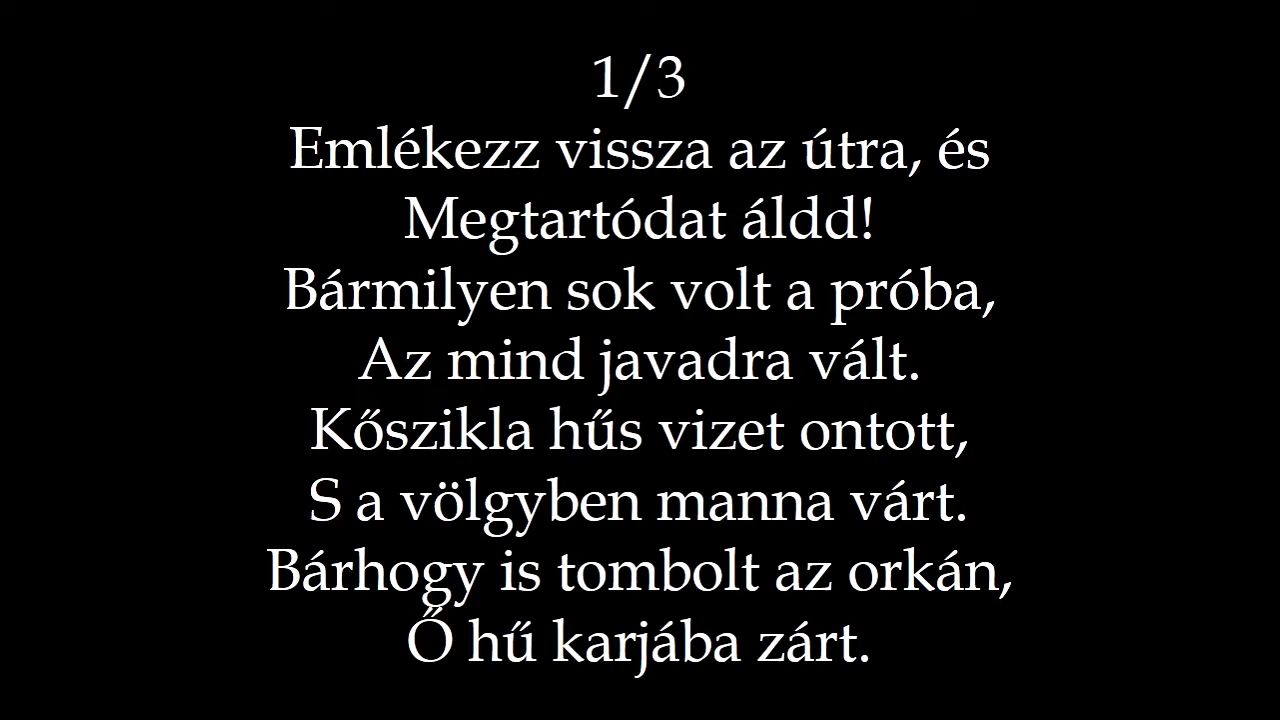 1/3
Emlékezz vissza az útra, és
Megtartódat áldd!
Bármilyen sok volt a próba,
Az mind javadra vált.
Kőszikla hűs vizet ontott,
S a völgyben manna várt.
Bárhogy is tombolt az orkán,
Ő hű karjába zárt.